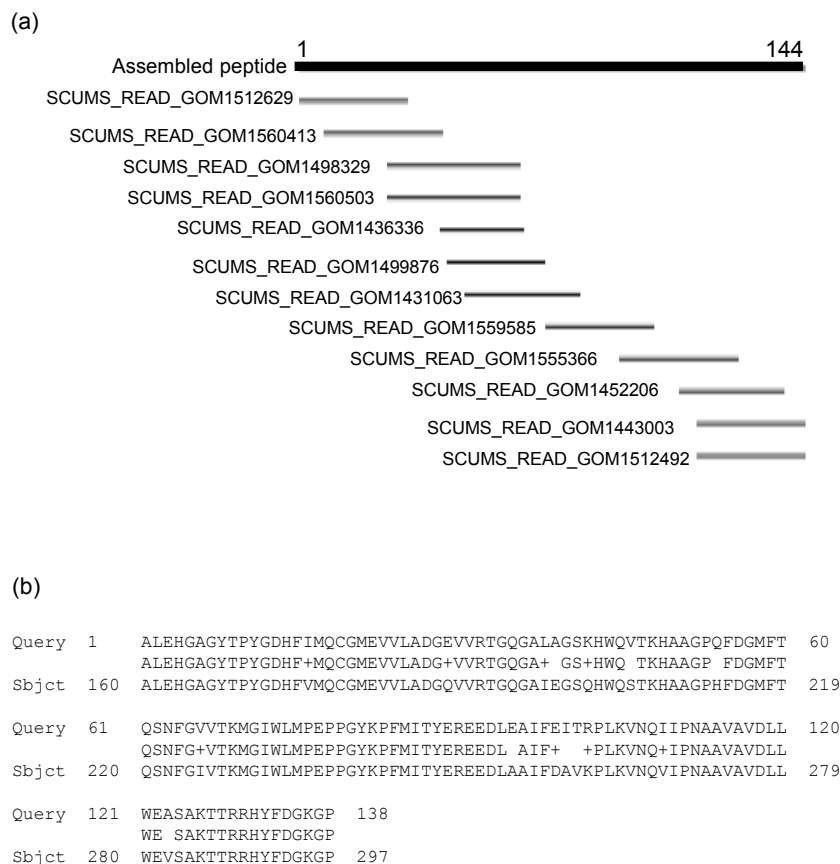 (a)
1 144
Assembled peptide
SCUMS_READ_GOM1512629
SCUMS_READ_GOM1560413
SCUMS_READ_GOM1498329
SCUMS_READ_GOM1560503
SCUMS_READ_GOM1436336
SCUMS_READ_GOM1499876
SCUMS_READ_GOM1431063
SCUMS_READ_GOM1559585
SCUMS_READ_GOM1555366
SCUMS_READ_GOM1452206
SCUMS_READ_GOM1443003
SCUMS_READ_GOM1512492
(b)
Query 1 ALEHGAGYTPYGDHFIMQCGMEVVLADGEVVRTGQGALAGSKHWQVTKHAAGPQFDGMFT 60
ALEHGAGYTPYGDHF+MQCGMEVVLADG+VVRTGQGA+ GS+HWQ TKHAAGP FDGMFT
Sbjct 160 ALEHGAGYTPYGDHFVMQCGMEVVLADGQVVRTGQGAIEGSQHWQSTKHAAGPHFDGMFT 219
Query 61 QSNFGVVTKMGIWLMPEPPGYKPFMITYEREEDLEAIFEITRPLKVNQIIPNAAVAVDLL 120
QSNFG+VTKMGIWLMPEPPGYKPFMITYEREEDL AIF+ ++PLKVNQ+IPNAAVAVDLL
Sbjct 220 QSNFGIVTKMGIWLMPEPPGYKPFMITYEREEDLAAIFDAVKPLKVNQVIPNAAVAVDLL 279
Query 121 WEASAKTTRRHYFDGKGP 138
WE SAKTTRRHYFDGKGP
Sbjct 280 WEVSAKTTRRHYFDGKGP 297